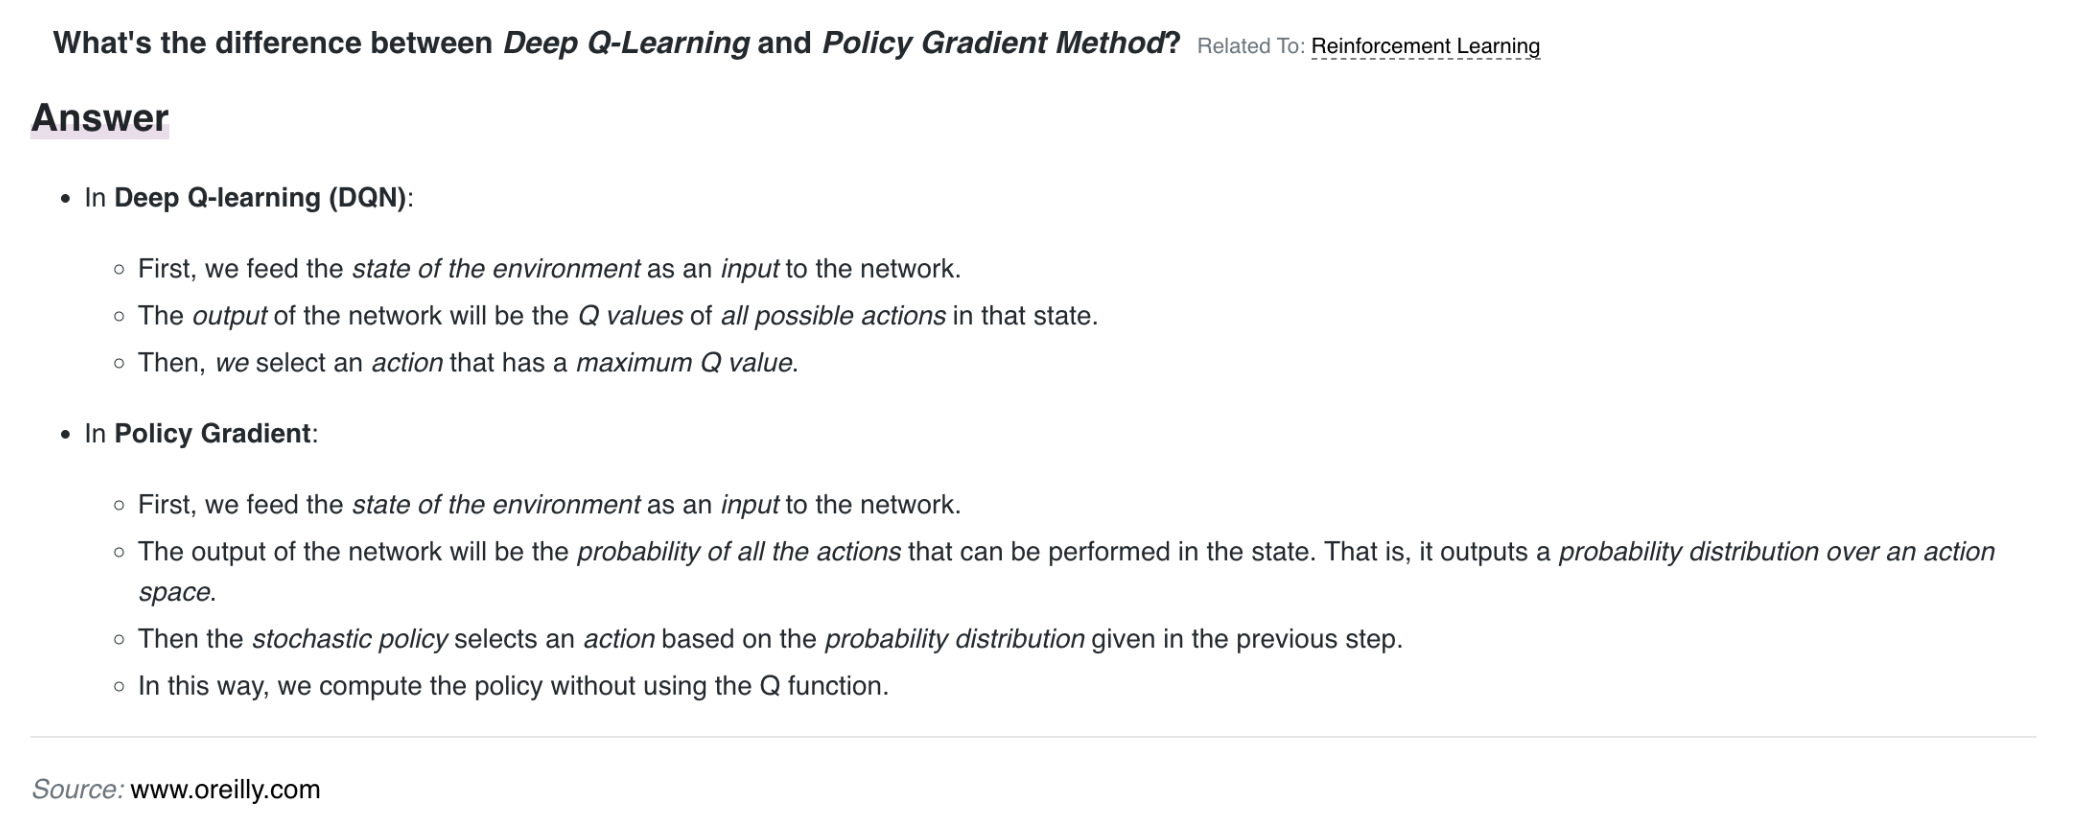 What's the difference between Deep Q-Learning and Policy Gradient Method? Related To: Reinforcement Learning
Answer
• In Deep Q-learning (DQN):
○ First, we feed the state of the environment as an input to the network.
○ The output of the network will be the Q values of all possible actions in that state.
○ Then, we select an action that has a maximum Q value.
• In Policy Gradient:
○ First, we feed the state of the environment as an input to the network.
○ The output of the network will be the probability of all the actions that can be performed in the state. That is, it outputs a probability distribution over an action
space.
○ Then the stochastic policy selects an action based on the probability distribution given in the previous step.
○ In this way, we compute the policy without using the Q function.
Source: www.oreilly.com